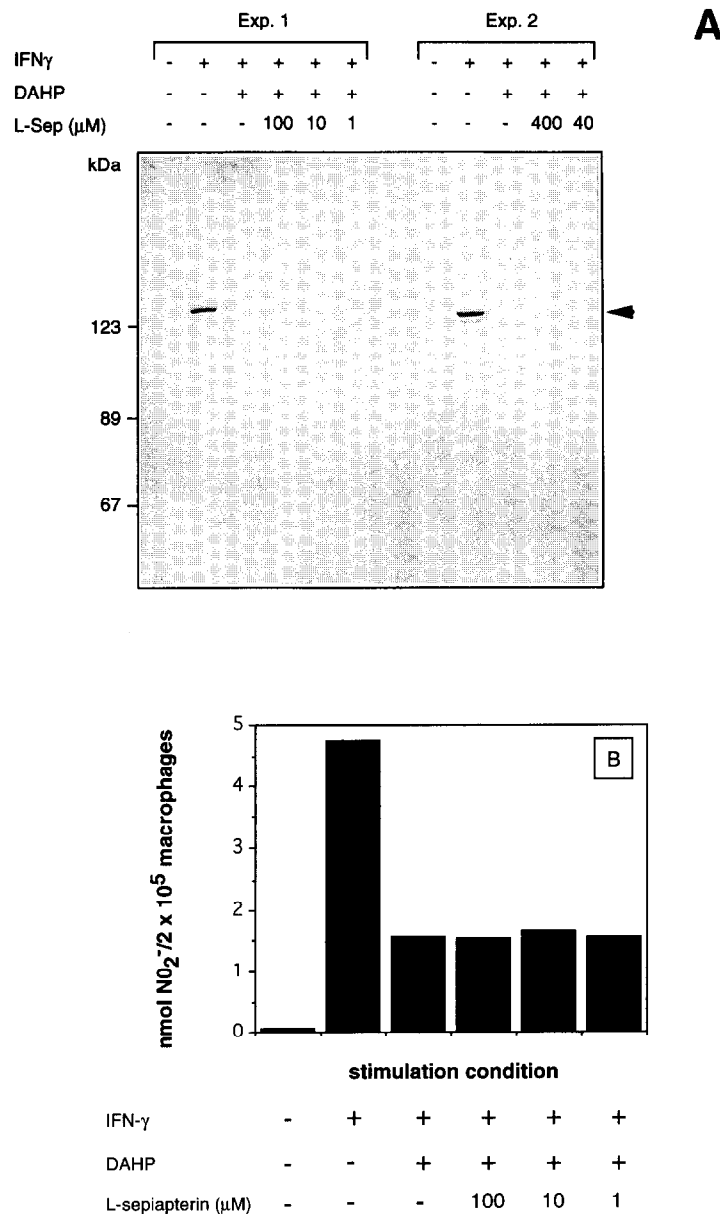 A
Exp. 1 Exp. 2
IFNγ - + + + + + - + + + +
DAHP - - + + + + - - + + +
L-Sep (μM) - - - 100 10 1 - - - 400 40
kDa
123
89
67
B
nmol NO₂⁻/2 x 10⁵ macrophages
5
4
3
2
1
0
stimulation condition
IFN-γ - + + + + +
DAHP - - + + + +
L-sepiapterin (μM) - - - 100 10 1